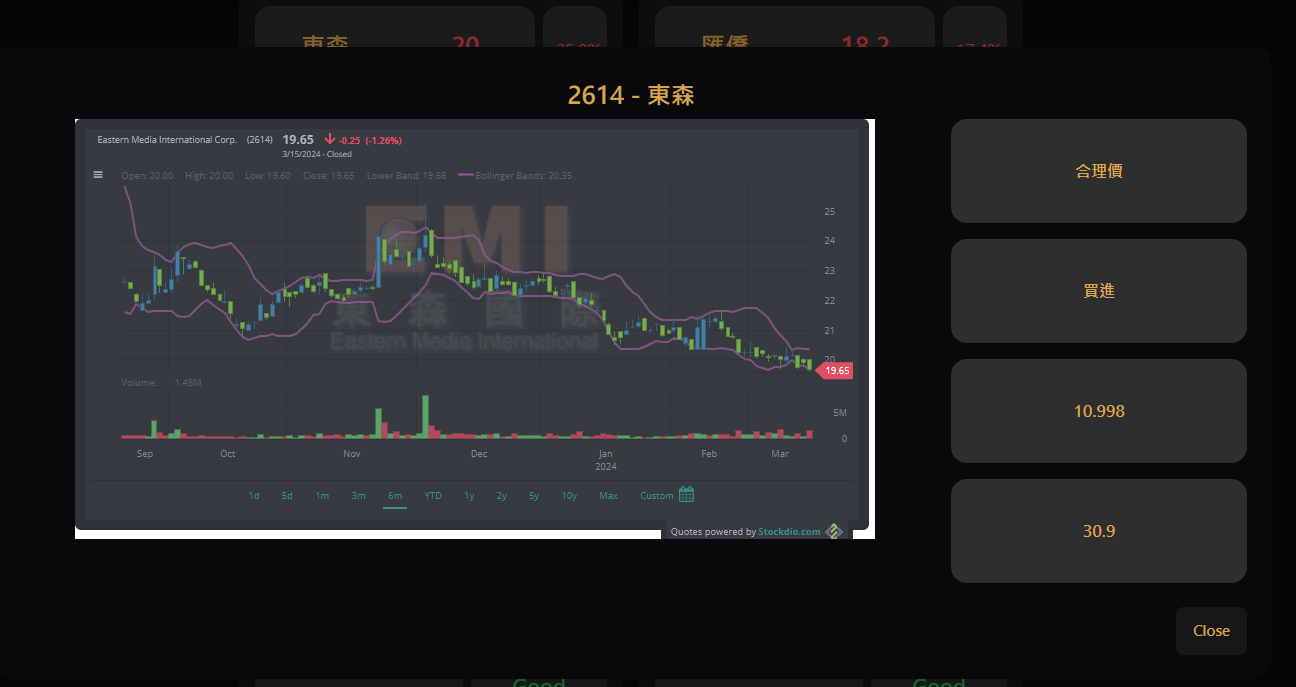 東森 20 -35.9% 匯僑 18.2 -17.4%
2614 - 東森
Eastern Media International Corp. (2614) 19.65 -0.25 (-1.26%)
3/15/2024 - Closed
Open: 20.00 High: 20.00 Low: 19.60 Close: 19.65 Lower Band: 19.66 Bollinger Bands: 20.35
EMI
東森國際
Eastern Media International
25
24
23
22
21
20
19.65
Volume: 1.48M
5M
0
Sep Oct Nov Dec Jan Feb Mar
2024
1d 5d 1m 3m 6m YTD 1y 2y 5y 10y Max Custom
Quotes powered by Stockdio.com
合理價
買進
10.998
30.9
Close
Good Good